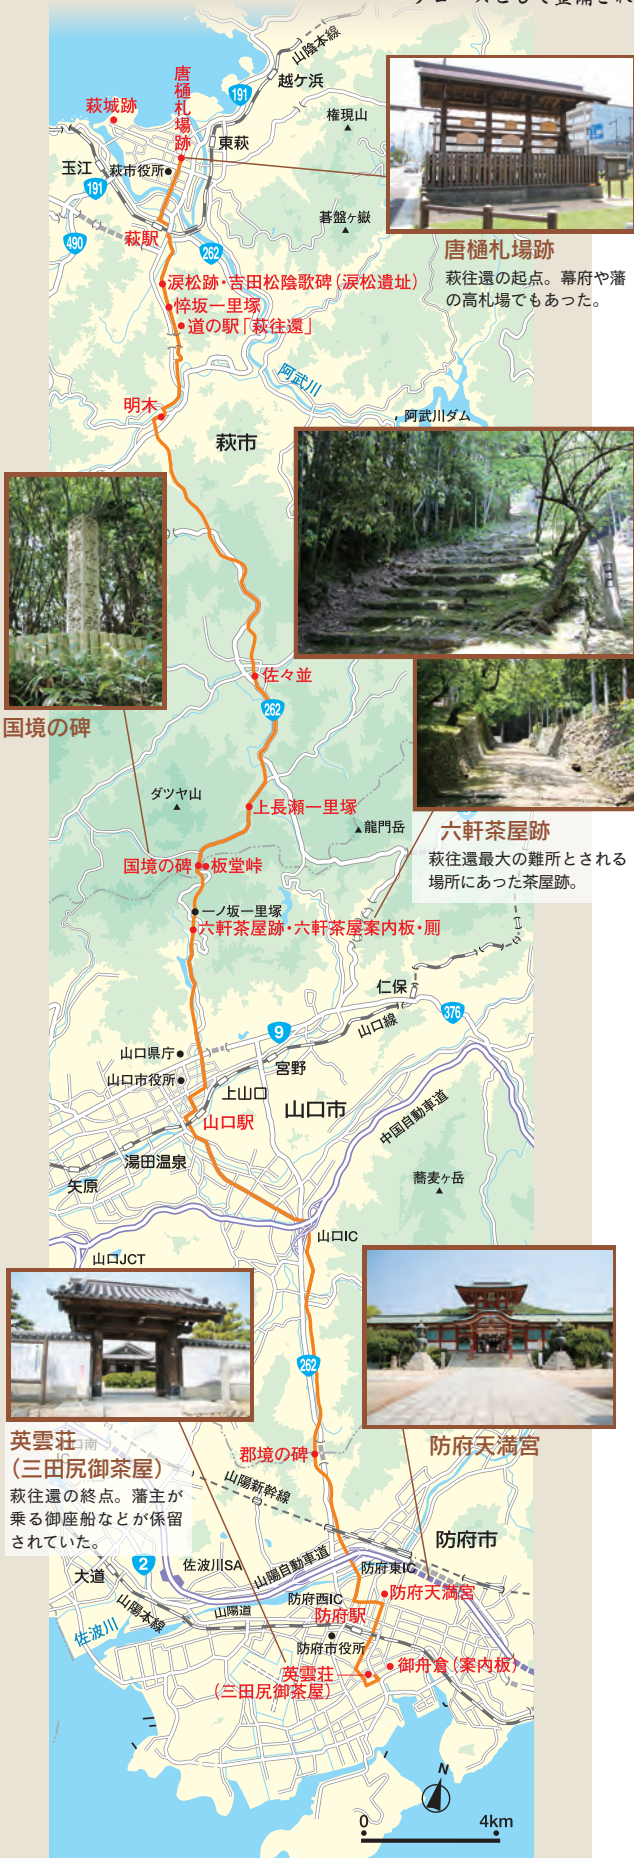 山陰本線
越ケ浜
唐樋札場跡
萩城跡
191
権現山
東萩
玉江
萩市役所
191
碁盤ヶ嶽
490
萩駅
262
唐樋札場跡
萩往還の起点。幕府や藩
の高札場でもあった。
涙松跡・吉田松陰歌碑(涙松遺址)
悴坂一里塚
道の駅「萩往還」
阿武川
明木
阿武川ダム
萩市
佐々並
262
国境の碑
ダツヤ山
上長瀬一里塚
龍門岳
六軒茶屋跡
萩往還最大の難所とされる
場所にあった茶屋跡。
国境の碑
板堂峠
一ノ坂一里塚
六軒茶屋跡・六軒茶屋案内板・厠
仁保
376
9
山口線
山口県庁
宮野
山口市役所
上山口
山口市
山口駅
中国自動車道
湯田温泉
矢原
蕎麦ヶ岳
山口IC
山口JCT
262
英雲荘
(三田尻御茶屋)
萩往還の終点。藩主が
乗る御座船などが係留
されていた。
防府天満宮
郡境の碑
山陽新幹線
防府市
2
佐波川SA
山陽自動車道
防府東IC
大道
防府天満宮
防府西IC
山陽本線
山陽道
防府駅
佐波川
防府市役所
英雲荘
(三田尻御茶屋)
御舟倉(案内板)
N
0
4km